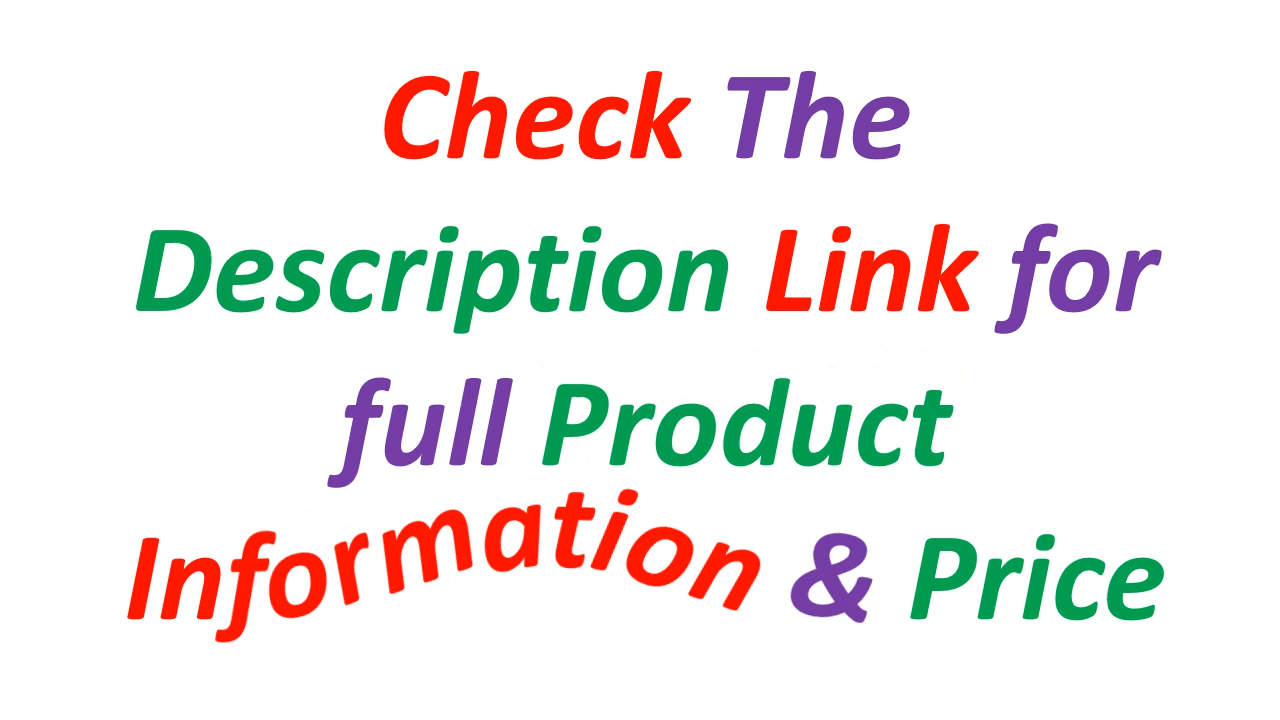 Check The
Description Link for
full Product
Information & Price